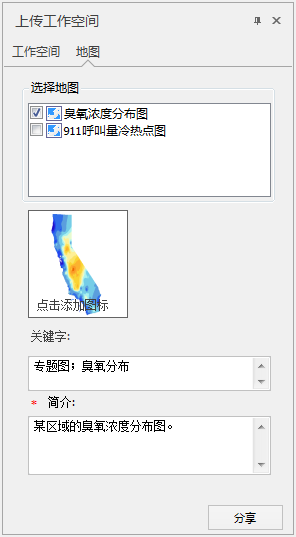 上传工作空间
工作空间 地图
选择地图
臭氧浓度分布图
911呼叫量冷热点图
点击添加图标
关键字:
专题图；臭氧分布
* 简介:
某区域的臭氧浓度分布图。
分享